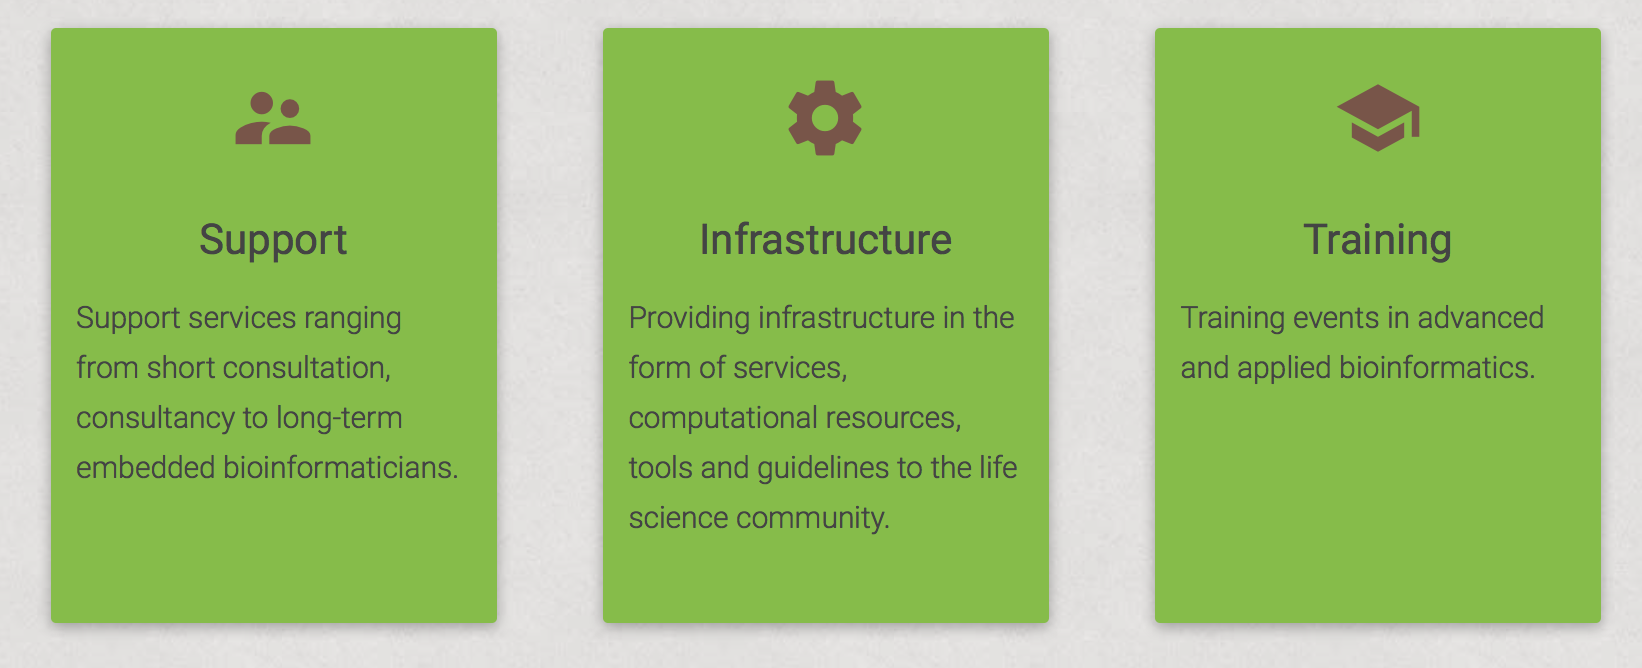 Support
Support services ranging
from short consultation,
consultancy to long-term
embedded bioinformaticians.
Infrastructure
Providing infrastructure in the
form of services,
computational resources,
tools and guidelines to the life
science community.
Training
Training events in advanced
and applied bioinformatics.